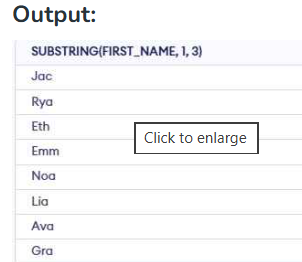 Output:
SUBSTRING(FIRST_NAME, 1, 3)
Jac
Rya
Eth
Click to enlarge
Emm
Noa
Lia
Ava
Gra